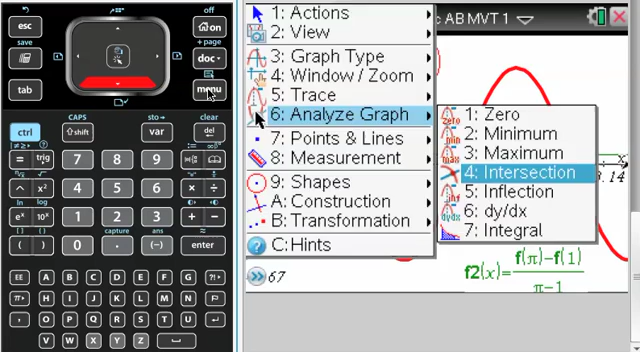 esc
off
on
save
+ page
doc
tab
menu
CAPS
sto→
clear
ctrl
⇧shift
var
del
=
trig
7
8
9
^
x²
4
5
6
×
÷
eˣ
10ˣ
1
2
3
+
−
(
)
capture
ans
0
.
(−)
enter
EE
A
B
C
D
E
F
G
?!
π
H
I
J
K
L
M
N
,
O
P
Q
R
S
T
U
V
W
X
Y
Z
1: Actions
2: View
3: Graph Type
4: Window / Zoom
5: Trace
6: Analyze Graph
7: Points & Lines
8: Measurement
9: Shapes
A: Construction
B: Transformation
C:Hints
67
c AB MVT 1
1: Zero
2: Minimum
3: Maximum
4: Intersection
5: Inflection
6: dy/dx
7: Integral
x
3.14
f2(x)=f(π)−f(1)
π−1